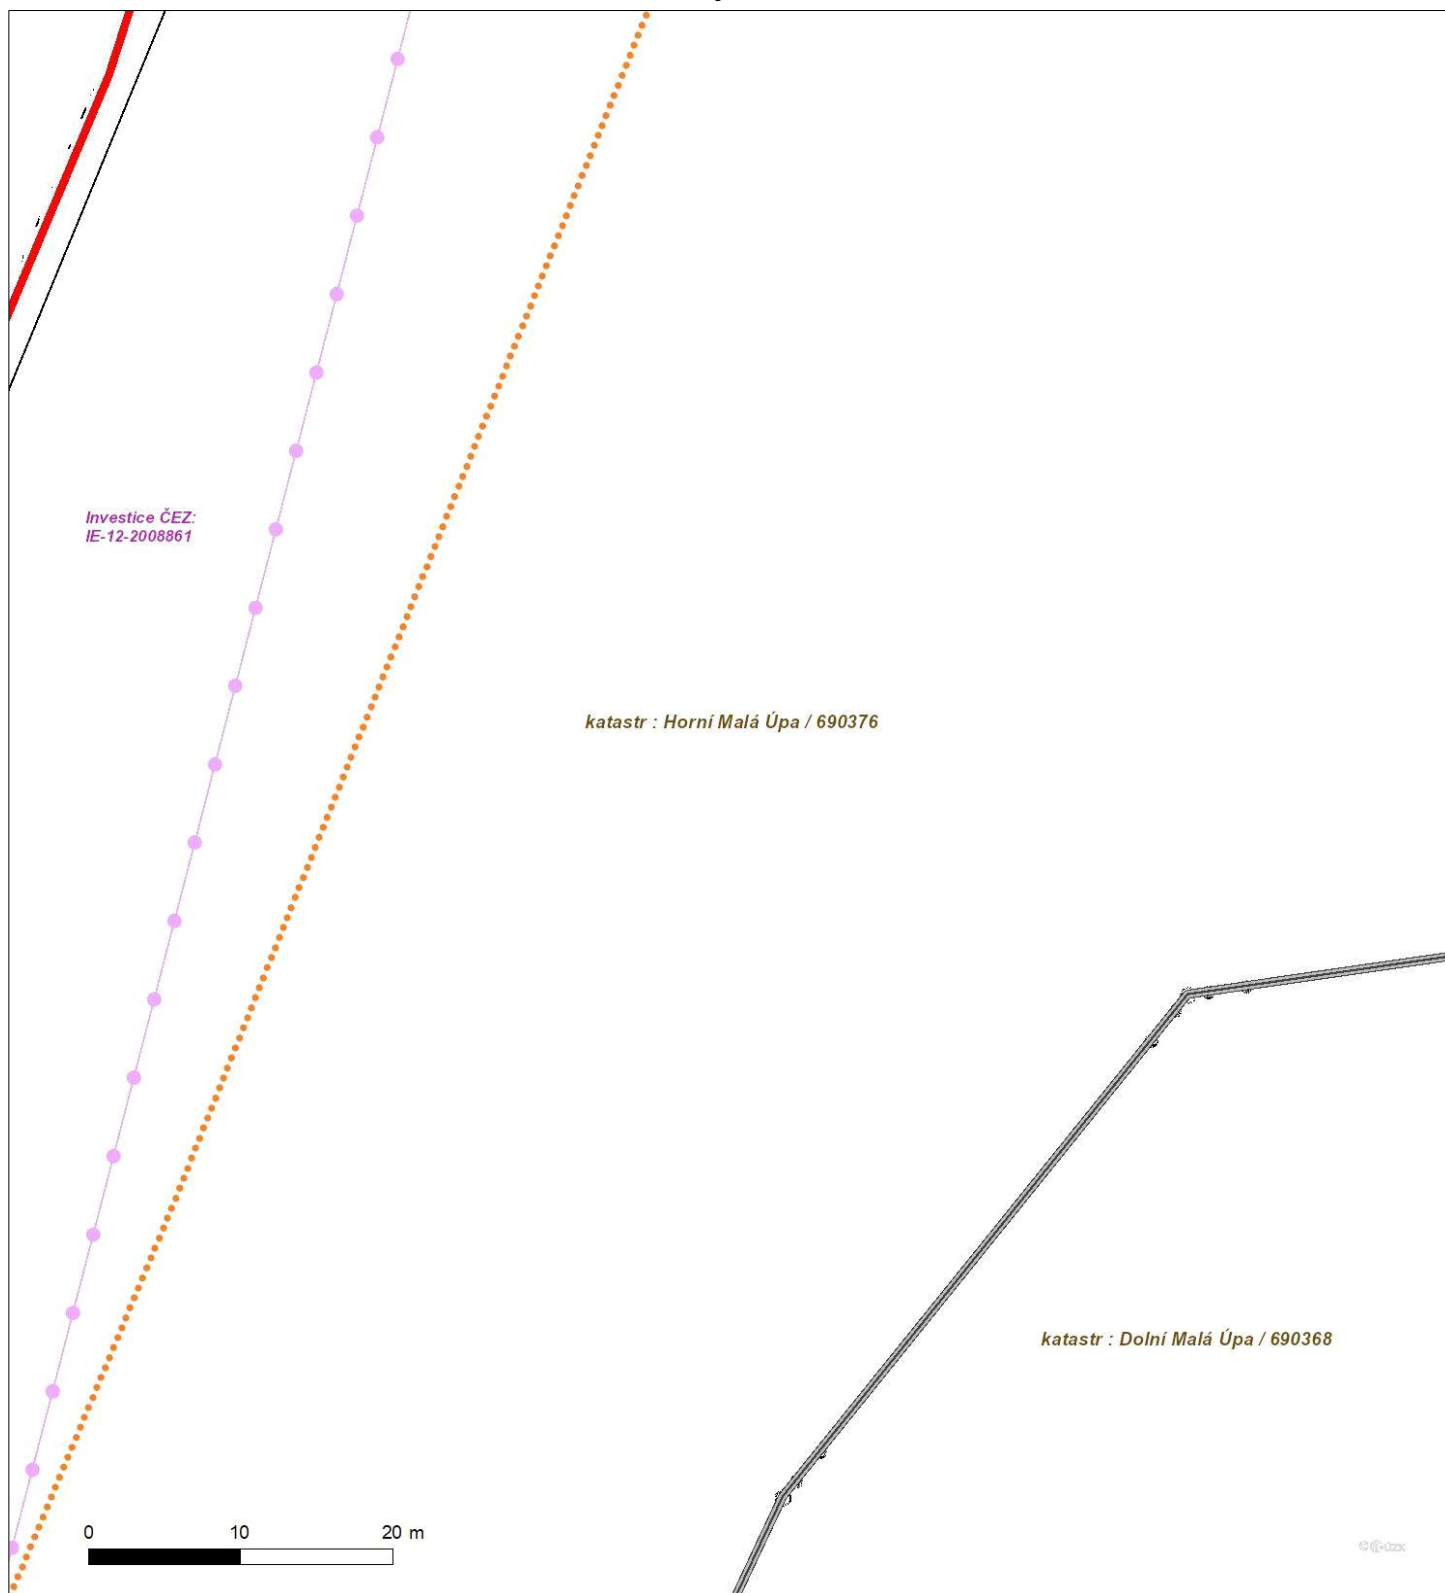 Investice ČEZ:
IE-12-2008861
katastr : Horní Malá Úpa / 690376
katastr : Dolní Malá Úpa / 690368
0 10 20 m